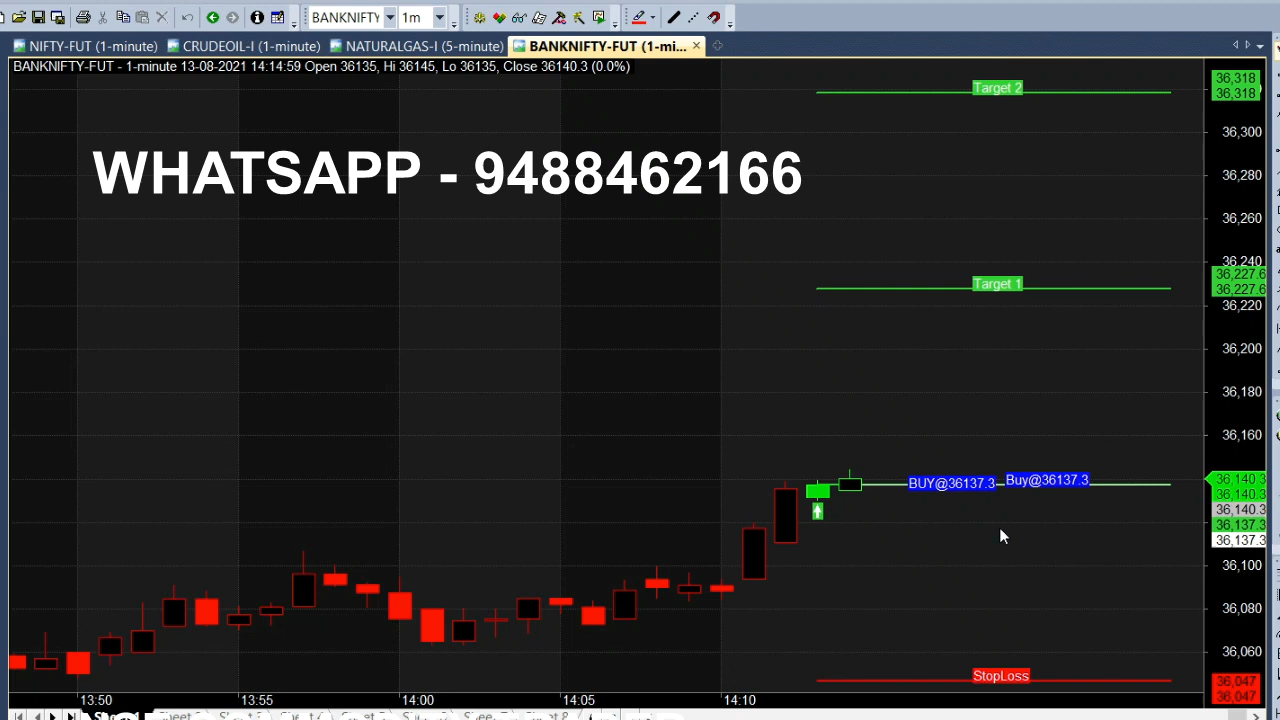 BANKNIFTY 1m
NIFTY-FUT (1-minute) CRUDEOIL-I (1-minute) NATURALGAS-I (5-minute) BANKNIFTY-FUT (1-mi...
BANKNIFTY-FUT - 1-minute 13-08-2021 14:14:59 Open 36135, Hi 36145, Lo 36135, Close 36140.3 (0.0%)
36,318
Target 2
36,318
36,300
WHATSAPP - 9488462166
36,280
36,260
36,240
36,227.6
Target 1
36,227.6
36,220
36,200
36,180
36,160
BUY@36137.3 Buy@36137.3
36,140.3
36,140.3
36,140.3
36,137.3
36,137.3
36,100
36,080
36,060
StopLoss
36,047
36,047
13:50 13:55 14:00 14:05 14:10